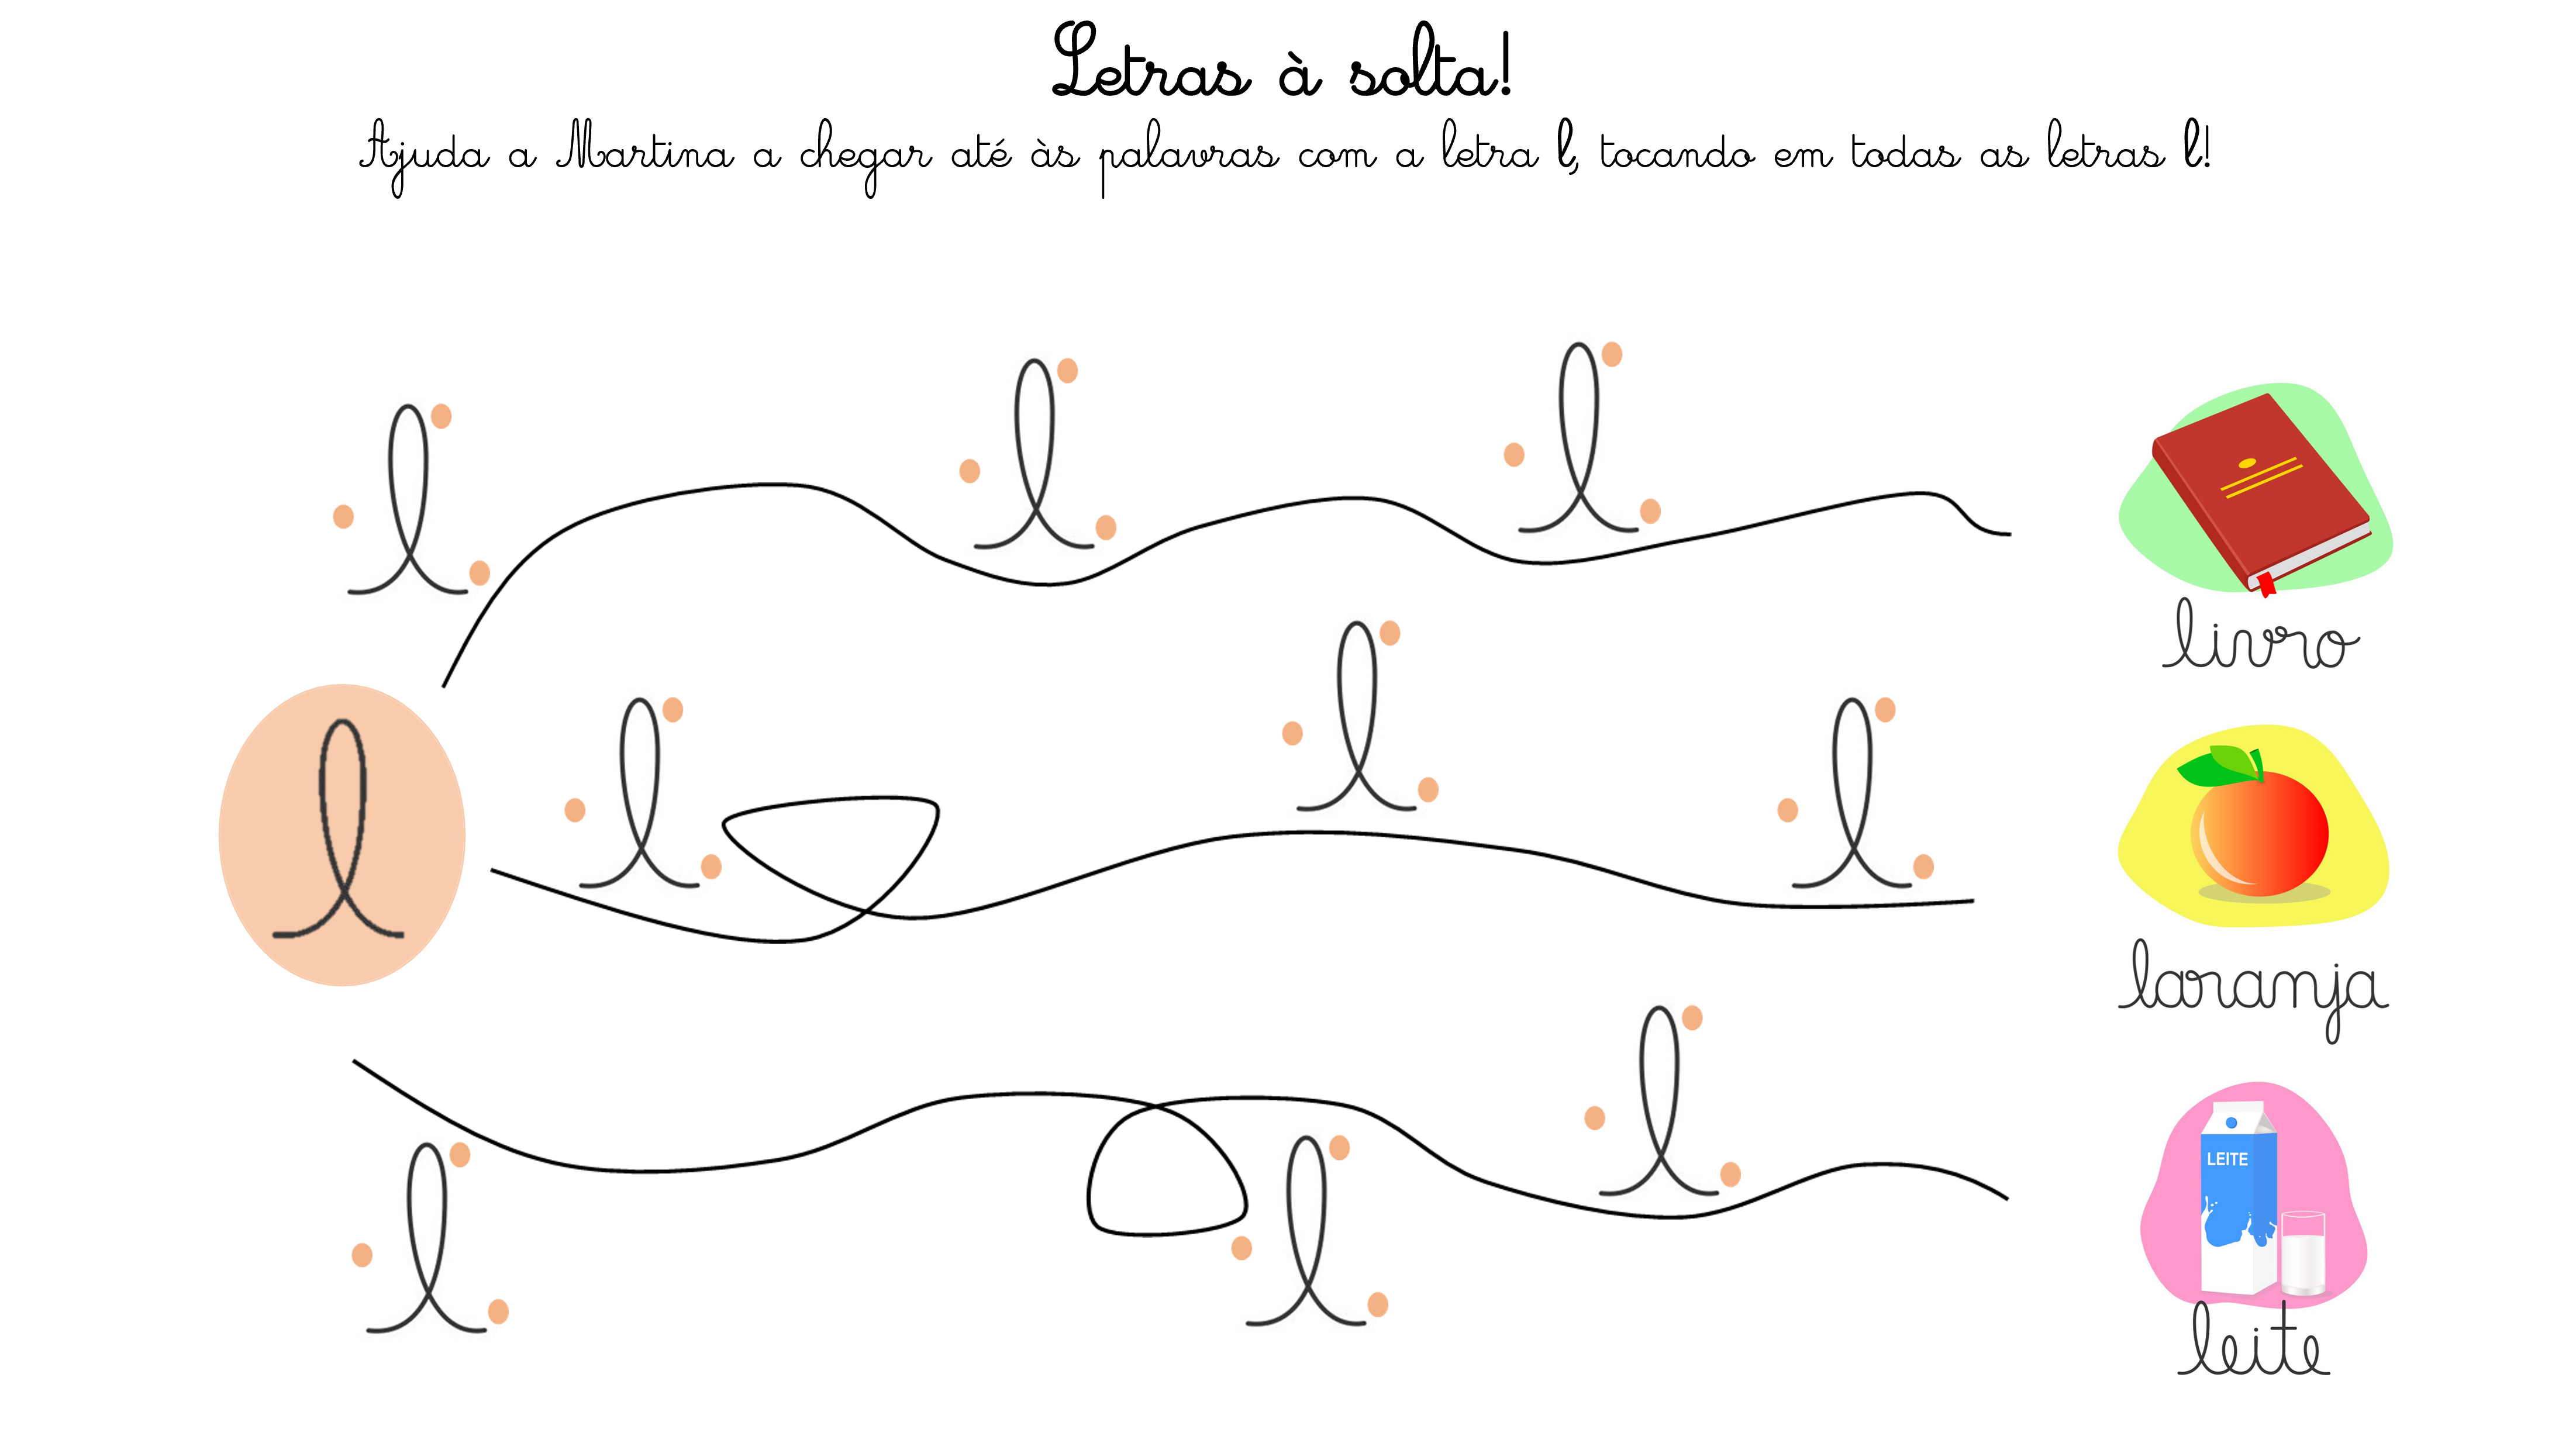 Letras à solta!
Ajuda a Martina a chegar até às palavras com a letra l, tocando em todas as letras l!
l
l
l
livro
l
l
l
l
laranja
l
l
l
LEITE
leite